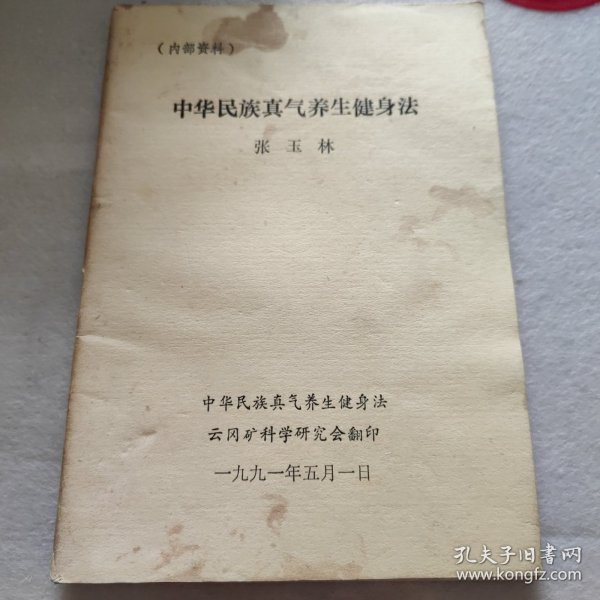 （内部资料）
中华民族真气养生健身法
张玉林
中华民族真气养生健身法
云冈矿科学研究会翻印
一九九一年五月一日
孔夫子旧书网
www.kongfz.com